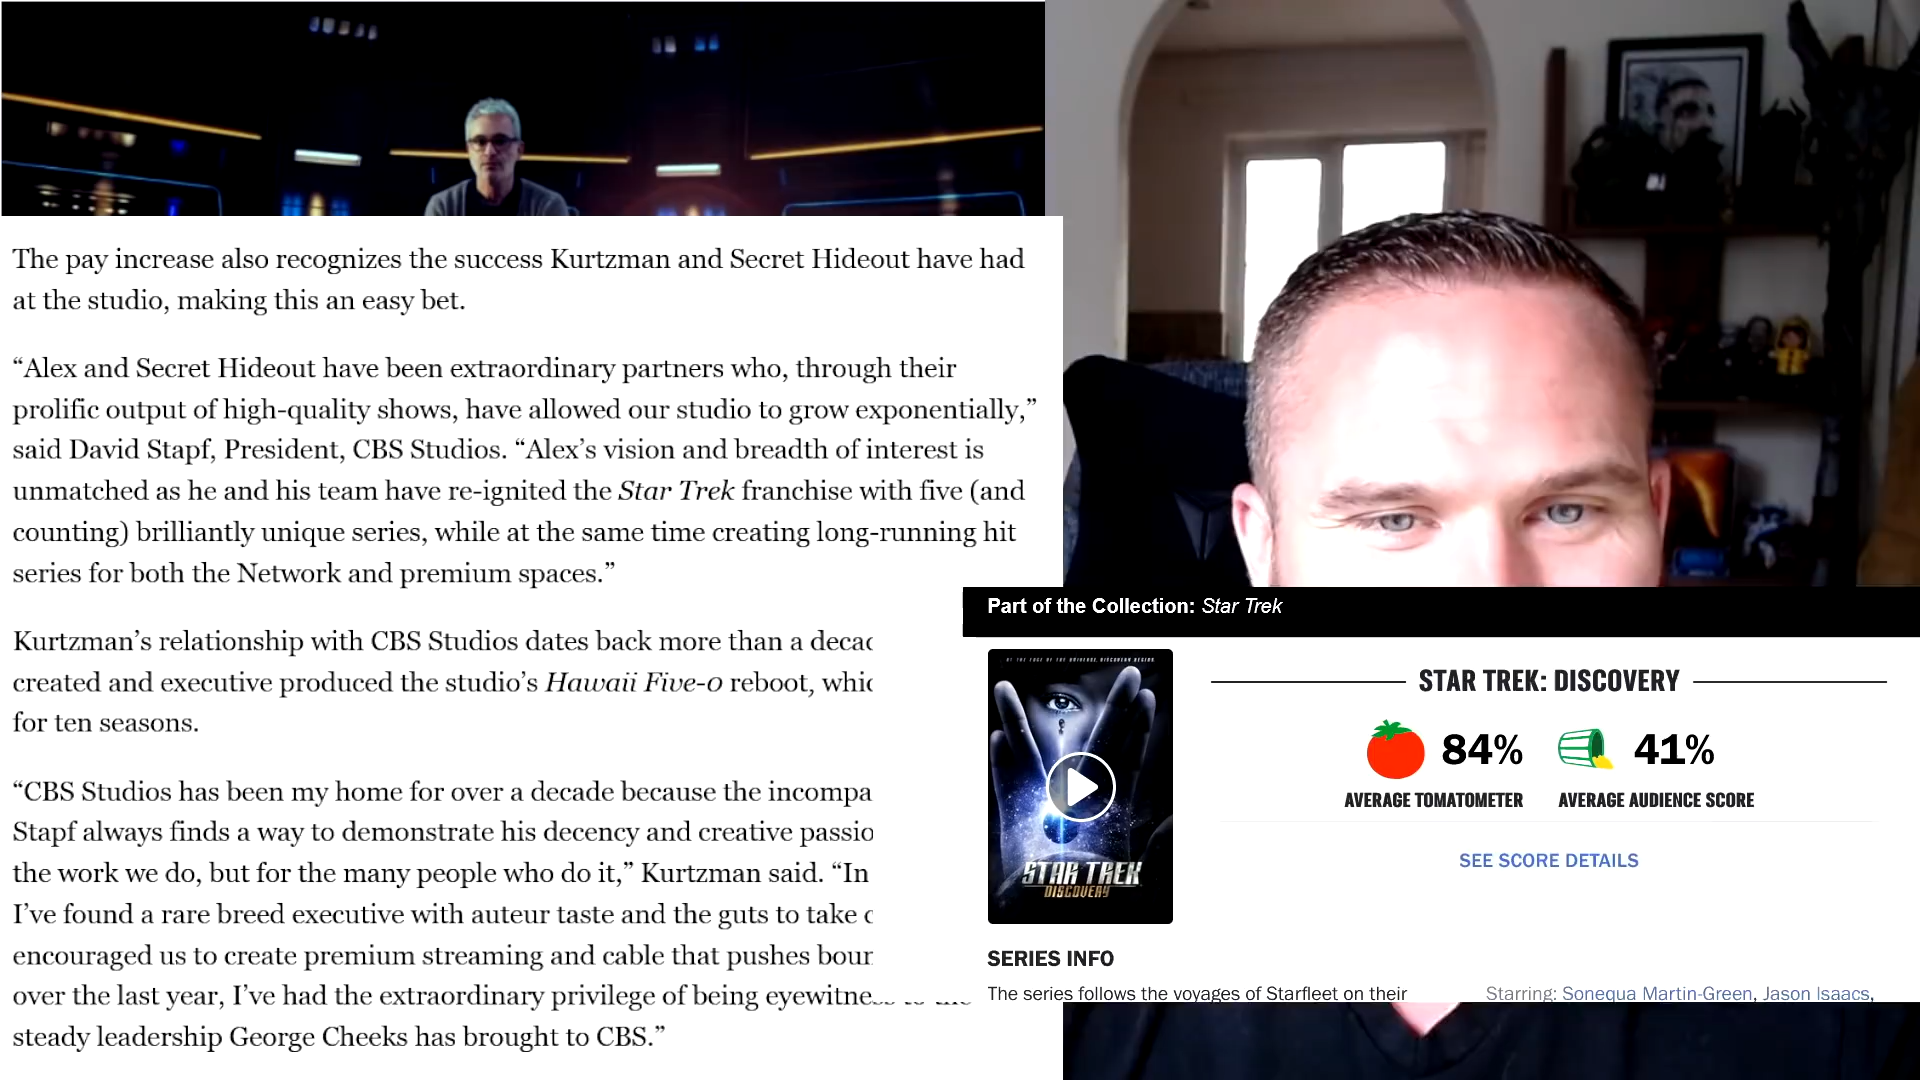 The pay increase also recognizes the success Kurtzman and Secret Hideout have had
at the studio, making this an easy bet.
“Alex and Secret Hideout have been extraordinary partners who, through their
prolific output of high-quality shows, have allowed our studio to grow exponentially,”
said David Stapf, President, CBS Studios. “Alex’s vision and breadth of interest is
unmatched as he and his team have re-ignited the Star Trek franchise with five (and
counting) brilliantly unique series, while at the same time creating long-running hit
series for both the Network and premium spaces.”
Kurtzman’s relationship with CBS Studios dates back more than a
created and executive produced the studio’s Hawaii Five-0 reboot,
for ten seasons.
“CBS Studios has been my home for over a decade because the
Stapf always finds a way to demonstrate his decency and creative
the work we do, but for the many people who do it,” Kurtzman said. “In
I’ve found a rare breed executive with auteur taste and the guts to take
encouraged us to create premium streaming and cable that pushes
over the last year, I’ve had the extraordinary privilege of being
steady leadership George Cheeks has brought to CBS.”
Part of the Collection: Star Trek
AT THE EDGE OF THE UNIVERSE, DISCOVERY BEGINS
STAR TREK
DISCOVERY
STAR TREK: DISCOVERY
84% 41%
AVERAGE TOMATOMETER AVERAGE AUDIENCE SCORE
SEE SCORE DETAILS
SERIES INFO
The series follows the voyages of Starfleet on their
Starring: Sonequa Martin-Green, Jason Isaacs,